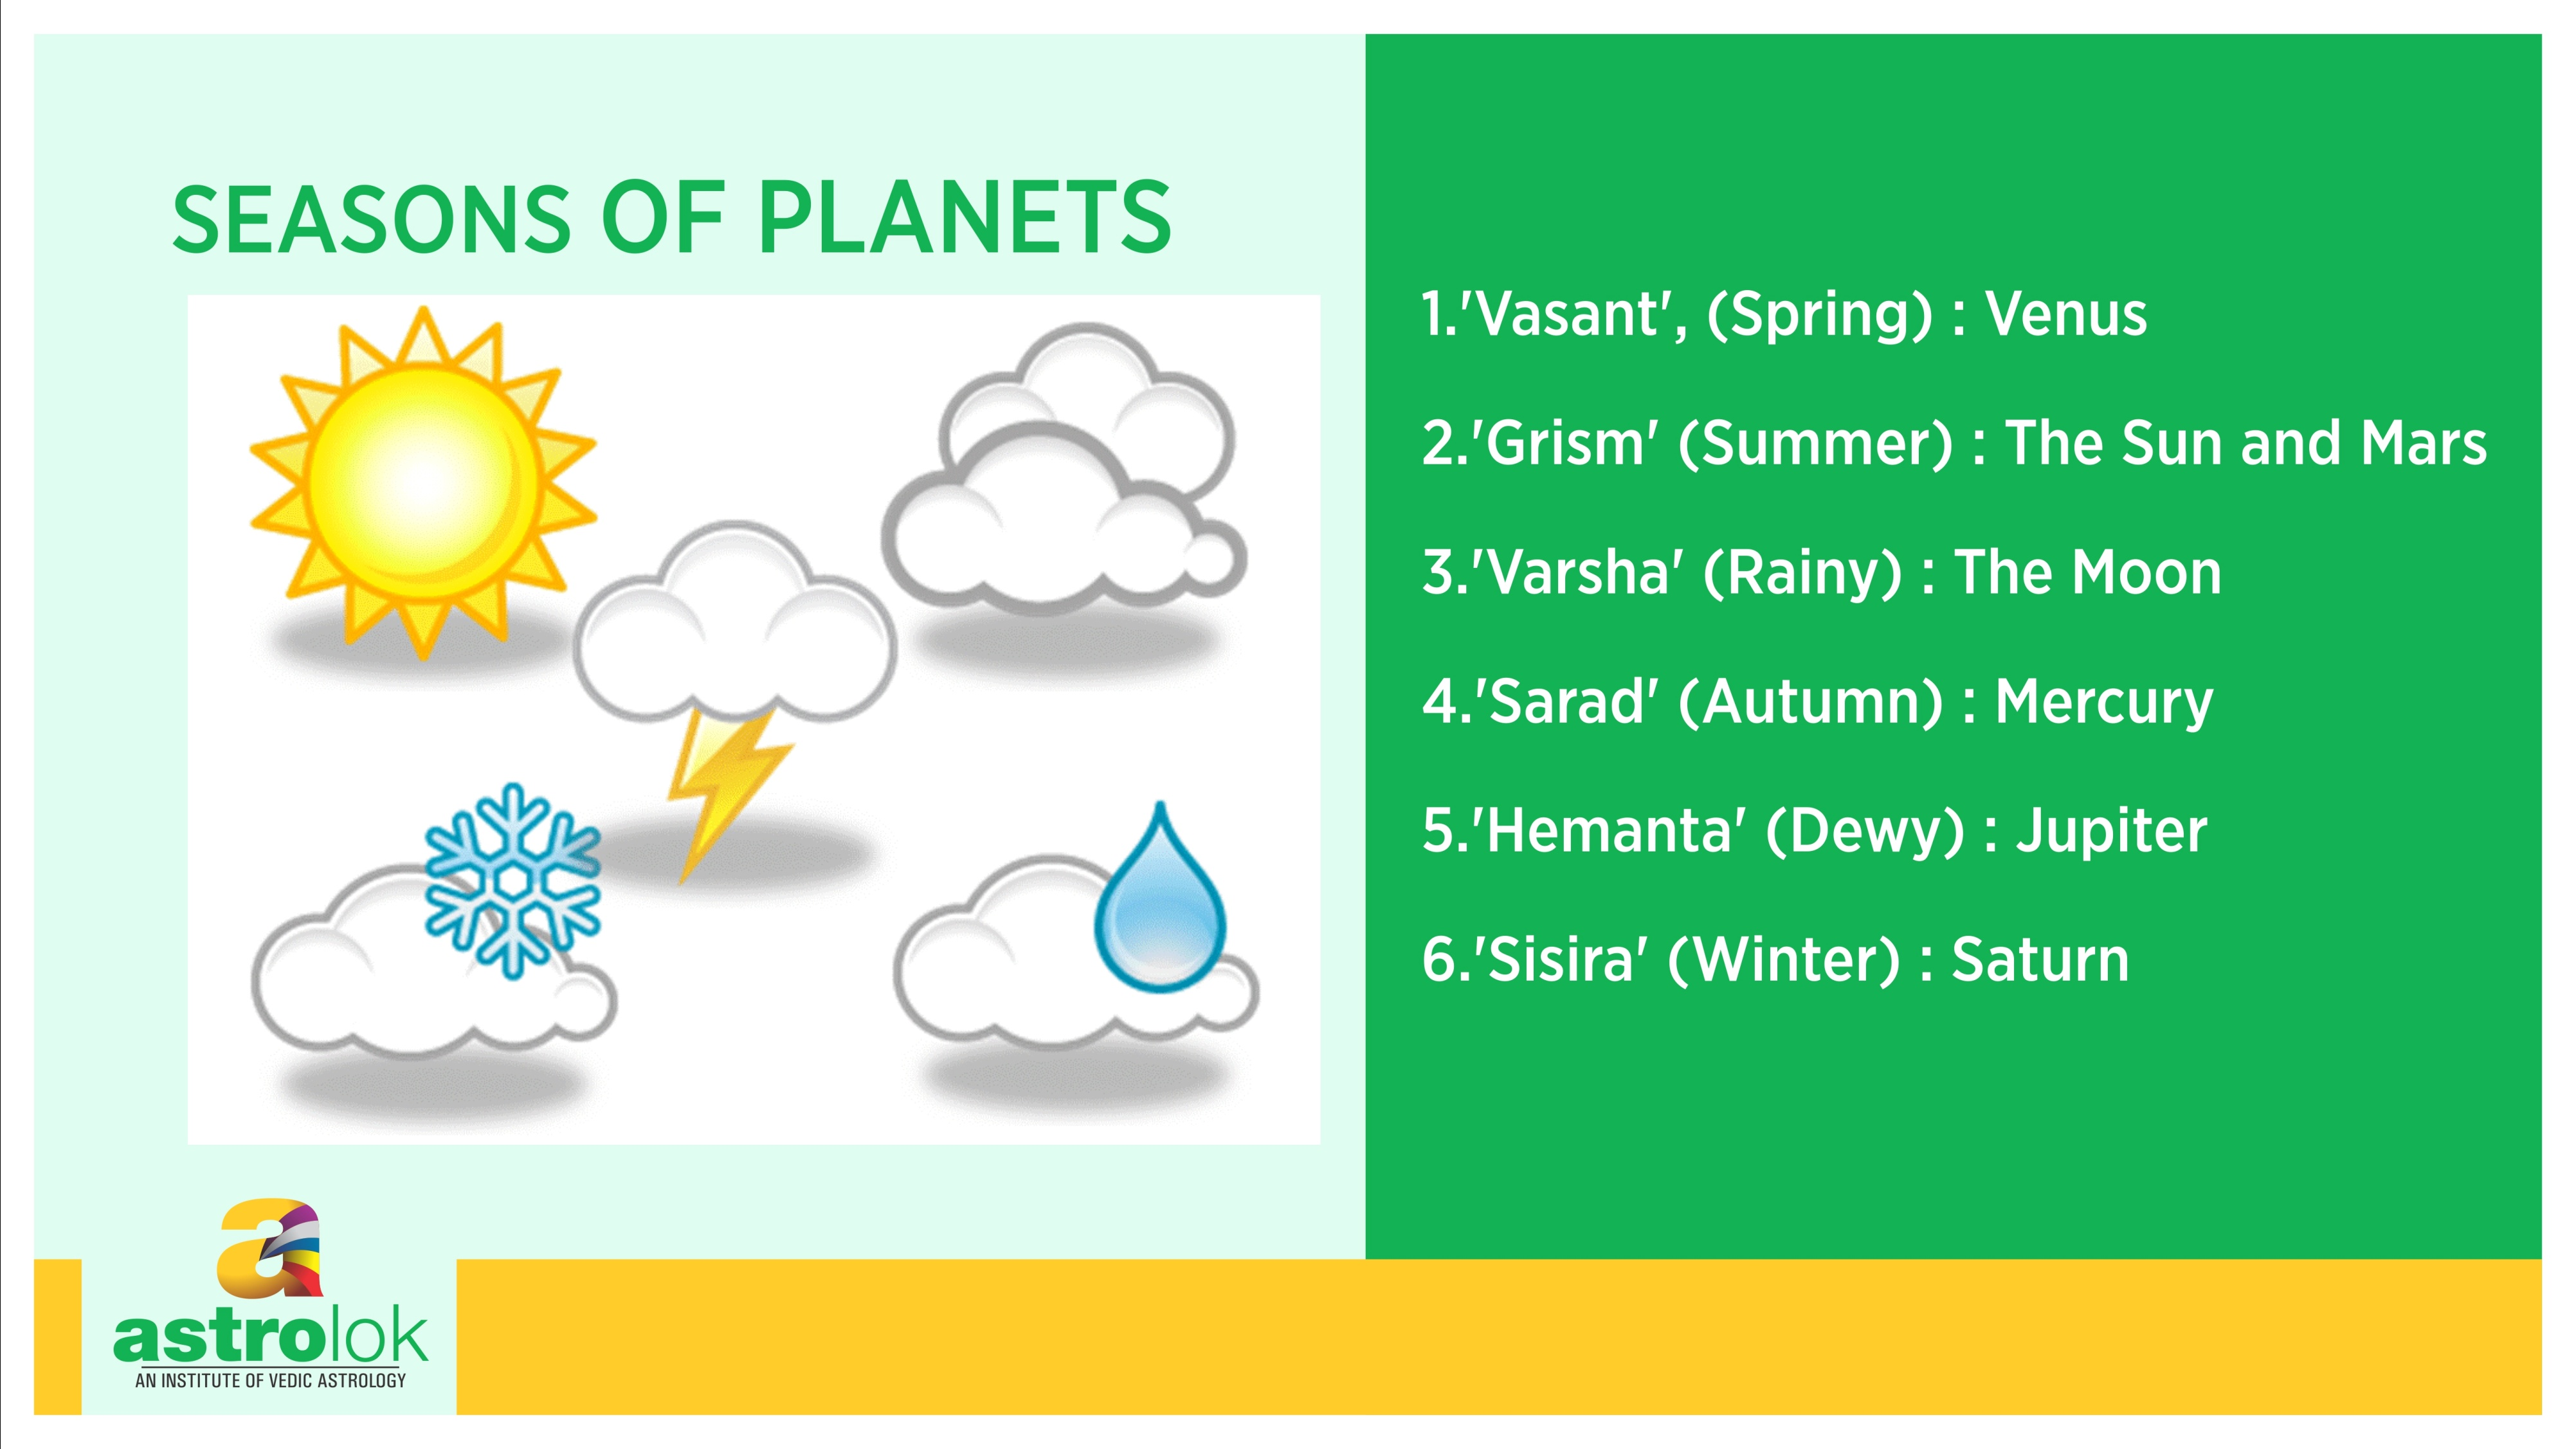 SEASONS OF PLANETS
1.'Vasant', (Spring) : Venus
2.'Grism' (Summer) : The Sun and Mars
3.'Varsha' (Rainy) : The Moon
4.'Sarad' (Autumn) : Mercury
5.'Hemanta' (Dewy) : Jupiter
6.'Sisira' (Winter) : Saturn
a
astrolok
AN INSTITUTE OF VEDIC ASTROLOGY